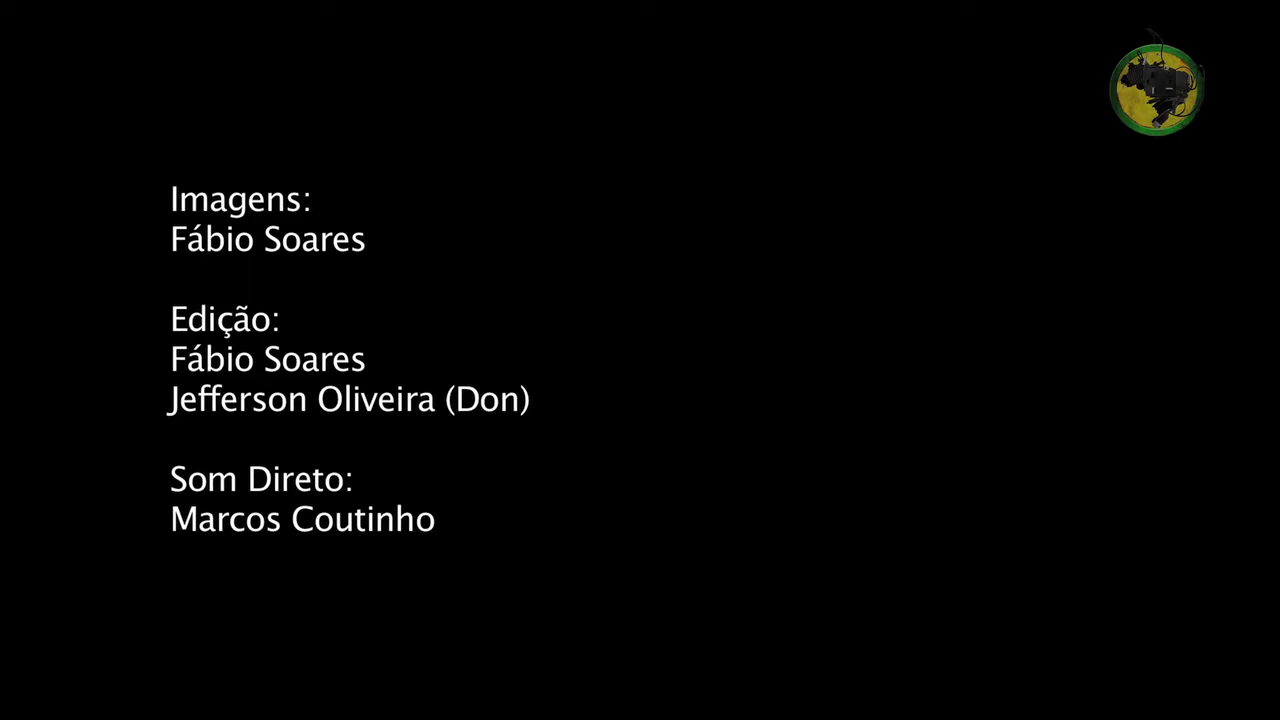 Imagens:
Fábio Soares
Edição:
Fábio Soares
Jefferson Oliveira (Don)
Som Direto:
Marcos Coutinho